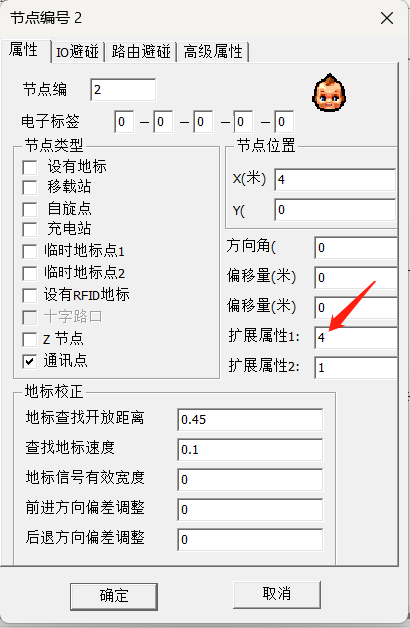 节点编号 2
属性 IO避碰 路由避碰 高级属性
节点编 2
电子标签 0 – 0 – 0 – 0 – 0
节点类型
设有地标
移载站
自旋点
充电站
临时地标点1
临时地标点2
设有RFID地标
十字路口
Z 节点
通讯点
节点位置
X(米) 4
Y( 0
方向角( 0
偏移量(米) 0
偏移量(米) 0
扩展属性1: 4
扩展属性2: 1
地标校正
地标查找开放距离 0.45
查找地标速度 0.1
地标信号有效宽度 0
前进方向偏差调整 0
后退方向偏差调整 0
确定 取消